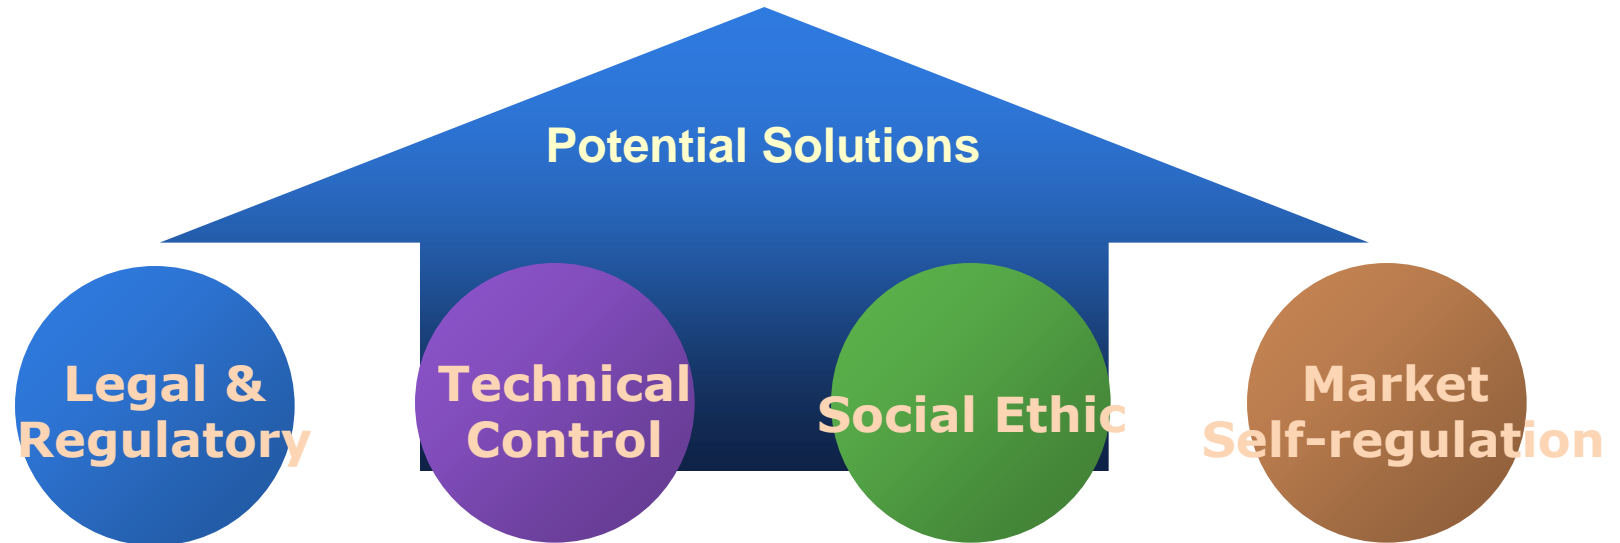 Potential Solutions
Legal &
Regulatory
Technical
Control
Social Ethic
Market
Self-regulation